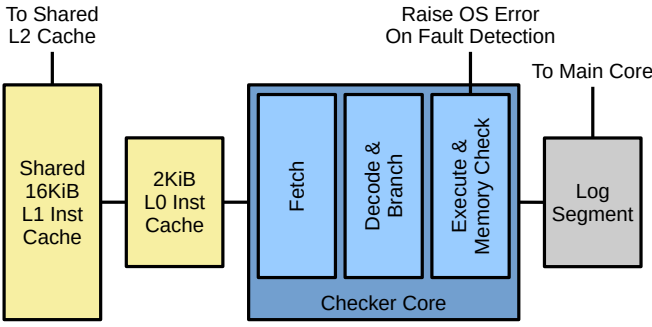 To Shared
L2 Cache
Raise OS Error
On Fault Detection
To Main Core
Shared
16KiB
L1 Inst
Cache
2KiB
L0 Inst
Cache
Fetch
Decode &
Branch
Execute &
Memory Check
Log
Segment
Checker Core